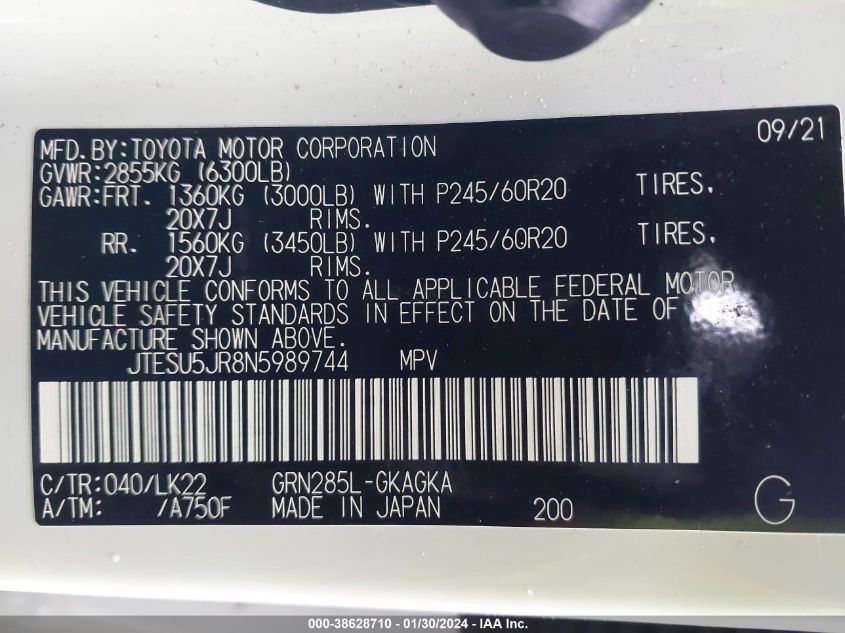 09/21
MFD.BY:TOYOTA MOTOR CORPORATION
GVWR:2855KG (6300LB)
GAWR:FRT. 1360KG (3000LB) WITH P245/60R20 TIRES.
20X7J RIMS.
RR. 1560KG (3450LB) WITH P245/60R20 TIRES.
20X7J RIMS.
THIS VEHICLE CONFORMS TO ALL APPLICABLE FEDERAL MOTOR
VEHICLE SAFETY STANDARDS IN EFFECT ON THE DATE OF
MANUFACTURE SHOWN ABOVE.
JTESU5JR8N5989744 MPV
C/TR:040/LK22 GRN285L-GKAGKA
A/TM: /A750F MADE IN JAPAN 200 G
000-38628710 - 01/30/2024 - IAA Inc.